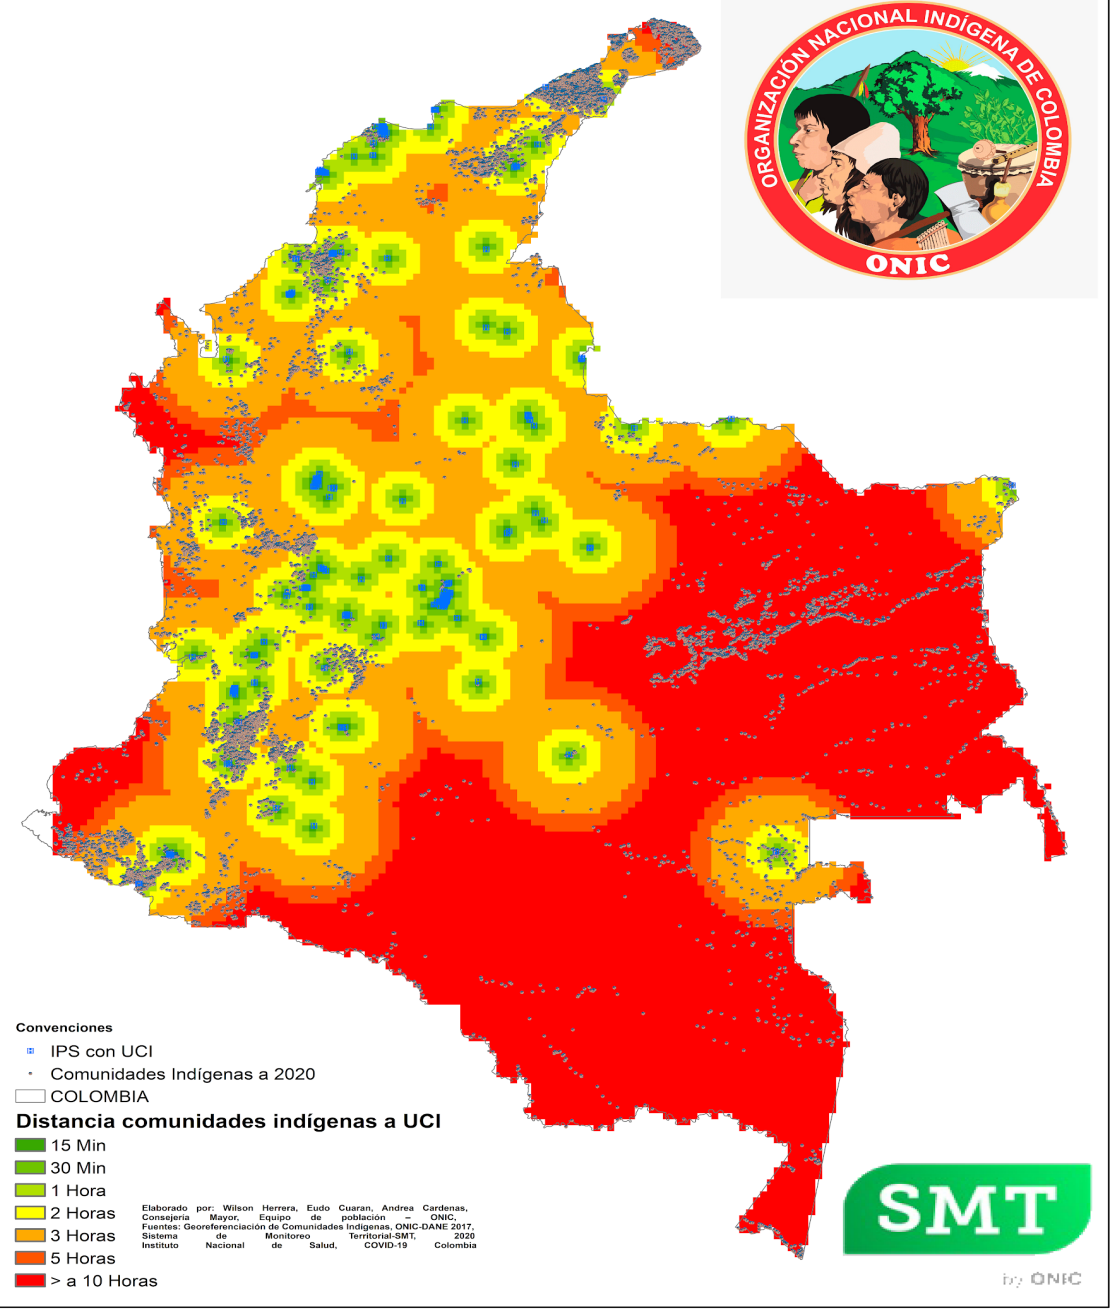 ORGANIZACIÓN NACIONAL INDÍGENA DE COLOMBIA
ONIC
Convenciones
IPS con UCI
Comunidades Indígenas a 2020
COLOMBIA
Distancia comunidades indígenas a UCI
15 Min
30 Min
1 Hora
2 Horas
3 Horas
5 Horas
> a 10 Horas
Elaborado por: Wilson Herrera, Eudo Cuaran, Andrea Cardenas,
Consejería Mayor, Equipo de población – ONIC,
Fuentes: Georeferenciación de Comunidades Indígenas, ONIC-DANE 2017,
Sistema de Monitoreo Territorial-SMT, 2020
Instituto Nacional de Salud, COVID-19 Colombia
SMT
by ONIC